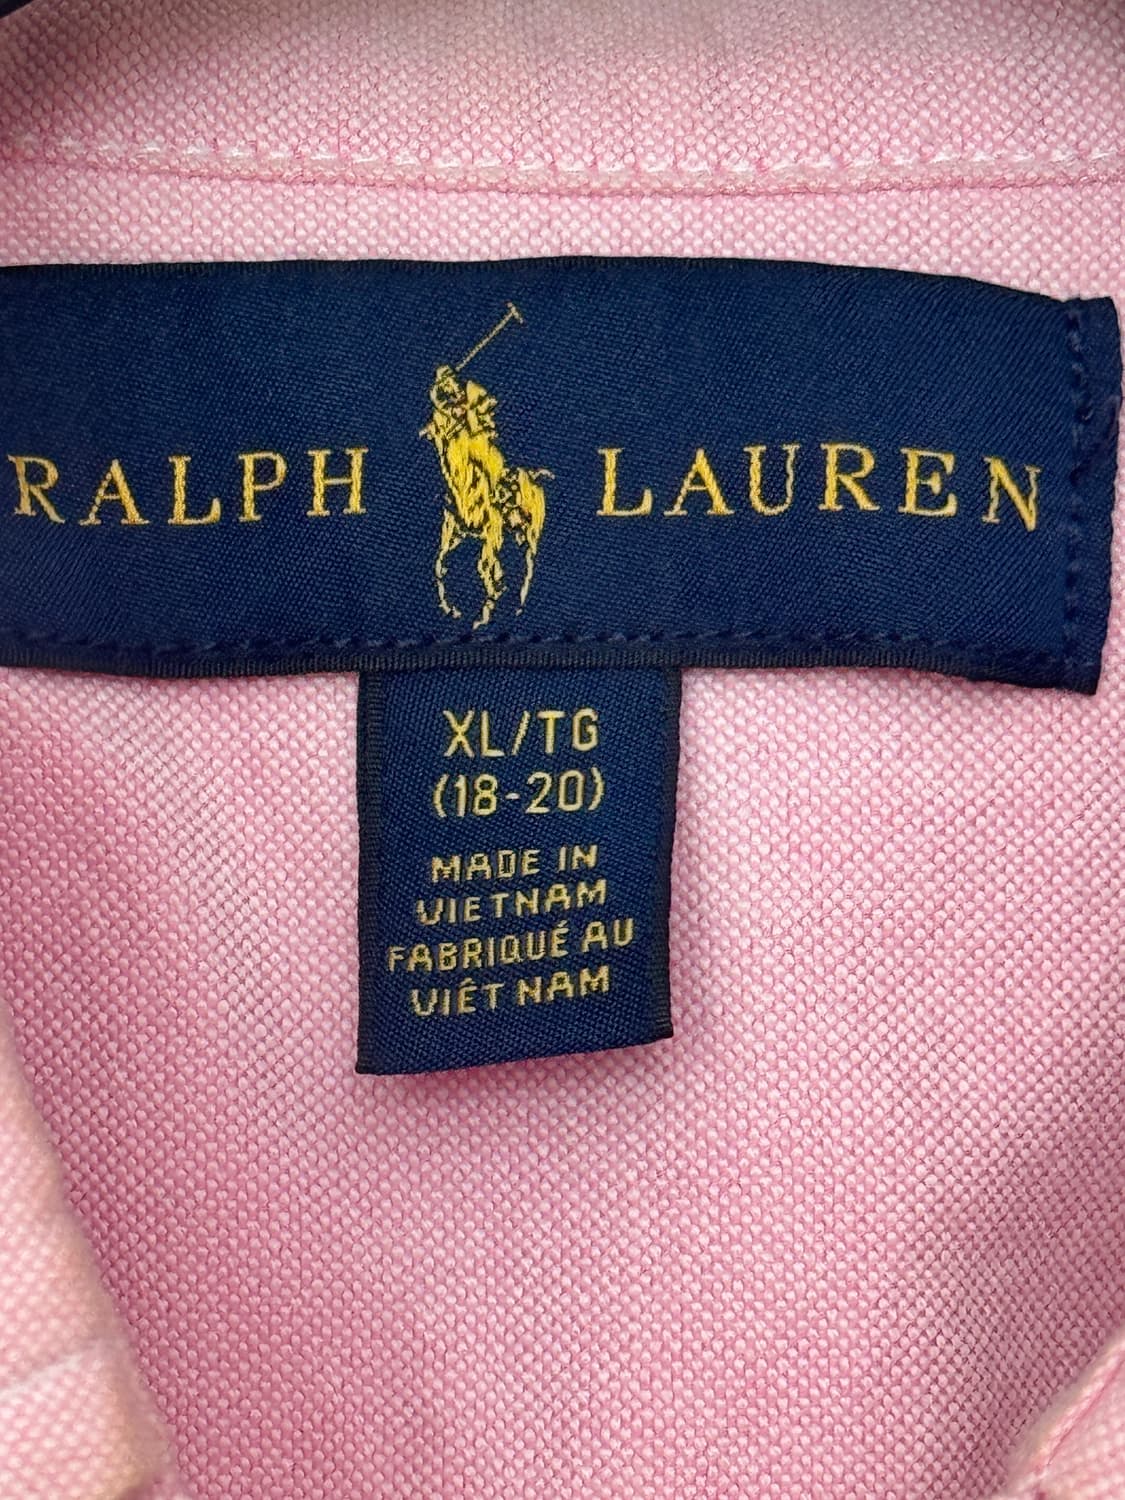 RALPH LAUREN
XL/TG
(18-20)
MADE IN
VIETNAM
FABRIQUÉ AU
VIÊT NAM